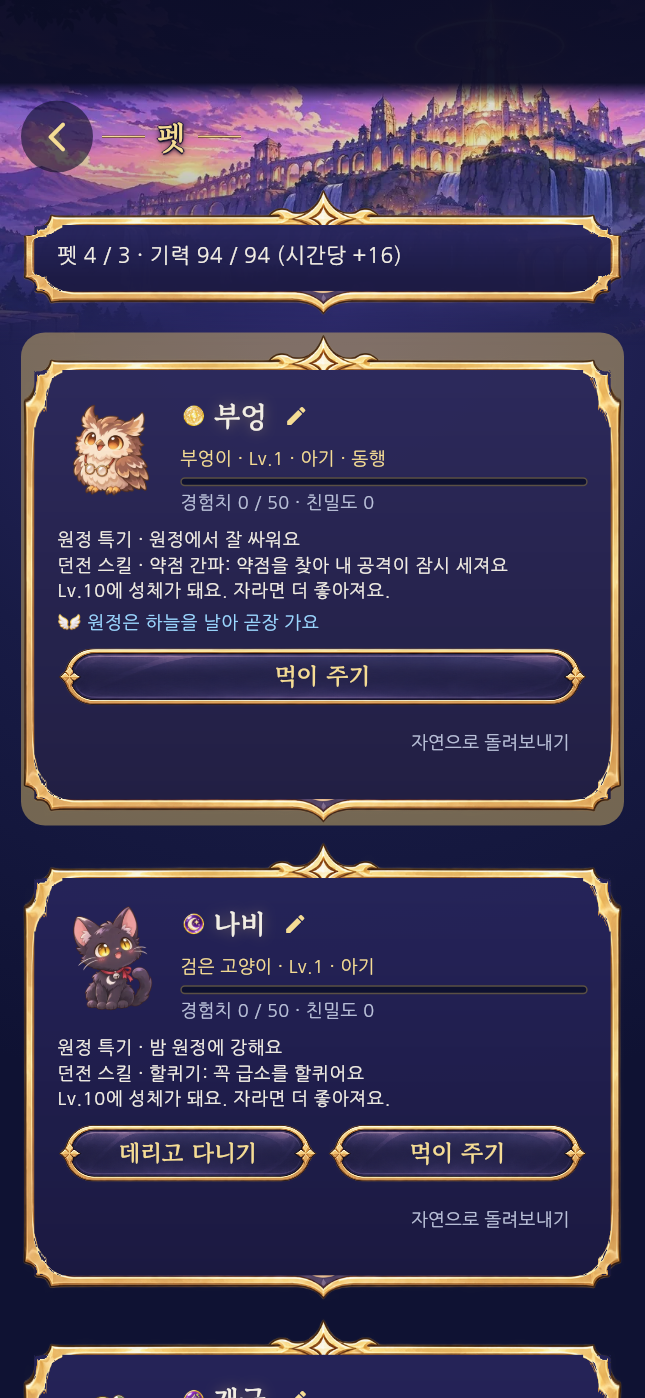 펫
펫 4 / 3 · 기력 94 / 94 (시간당 +16)
부엉
부엉이 · Lv.1 · 아기 · 동행
경험치 0 / 50 · 친밀도 0
원정 특기 · 원정에서 잘 싸워요
던전 스킬 · 약점 간파: 약점을 찾아 내 공격이 잠시 세져요
Lv.10에 성체가 돼요. 자라면 더 좋아져요.
원정은 하늘을 날아 곧장 가요
먹이 주기
자연으로 돌려보내기
나비
검은 고양이 · Lv.1 · 아기
경험치 0 / 50 · 친밀도 0
원정 특기 · 밤 원정에 강해요
던전 스킬 · 할퀴기: 꼭 급소를 할퀴어요
Lv.10에 성체가 돼요. 자라면 더 좋아져요.
데리고 다니기
먹이 주기
자연으로 돌려보내기